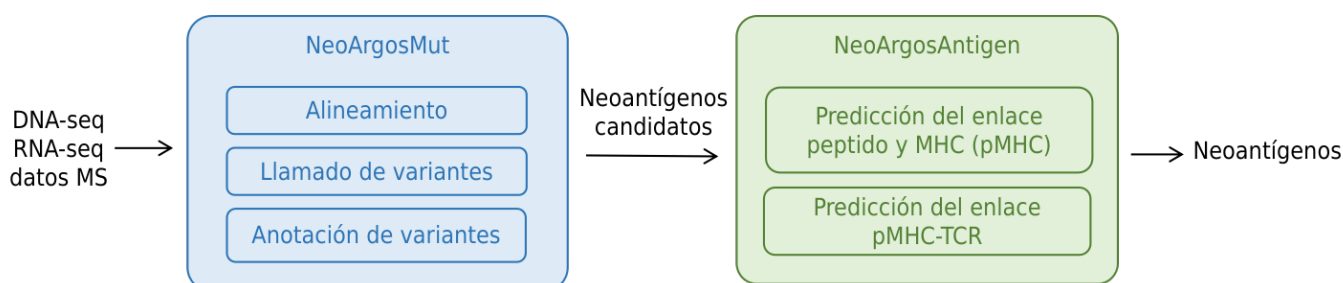 DNA-seq
RNA-seq
datos MS
NeoArgosMut
Alineamiento
Llamado de variantes
Anotación de variantes
Neoantígenos
candidatos
NeoArgosAntigen
Predicción del enlace
peptido y MHC (pMHC)
Predicción del enlace
pMHC-TCR
Neoantígenos